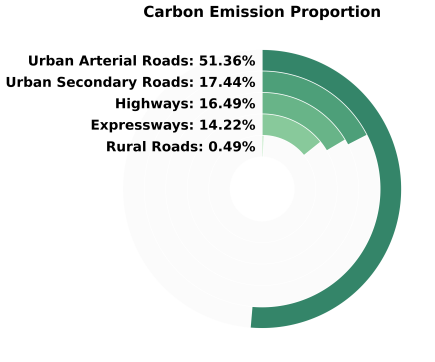 Carbon Emission Proportion
Urban Arterial Roads: 51.36%
Urban Secondary Roads: 17.44%
Highways: 16.49%
Expressways: 14.22%
Rural Roads: 0.49%